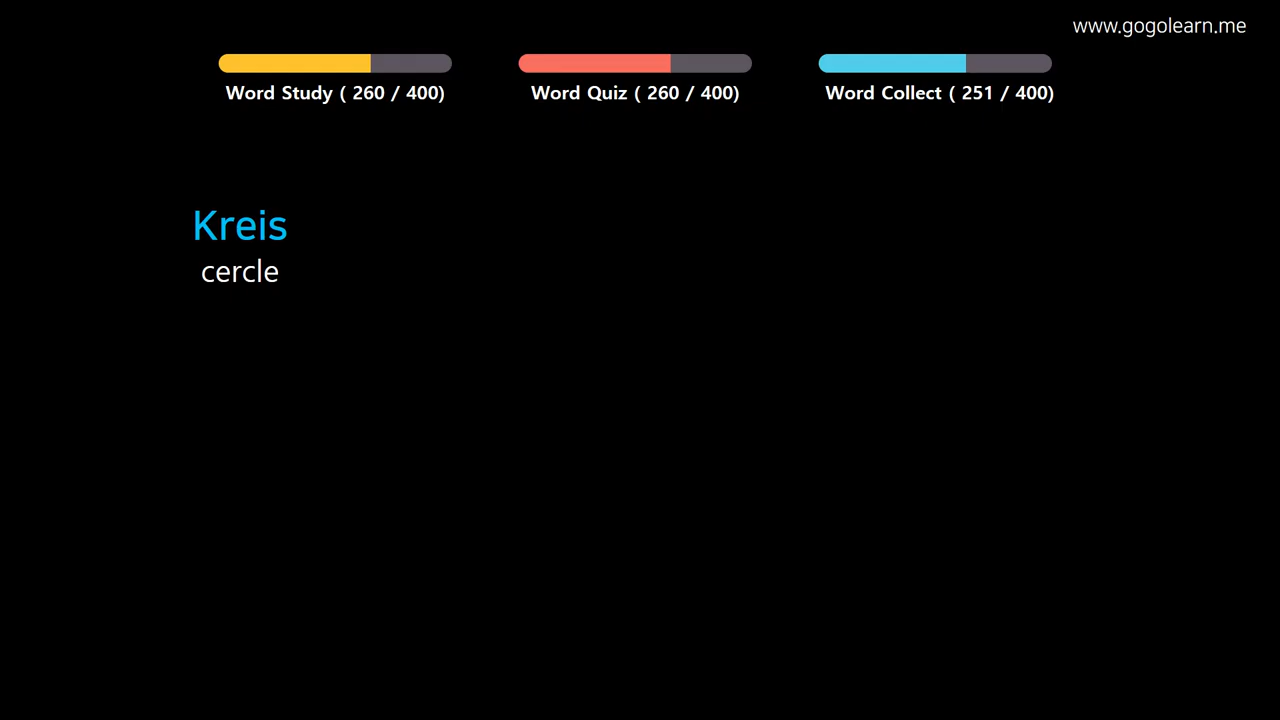 www.gogolearn.me
Word Study ( 260 / 400)
Word Quiz ( 260 / 400)
Word Collect ( 251 / 400)
Kreis
cercle